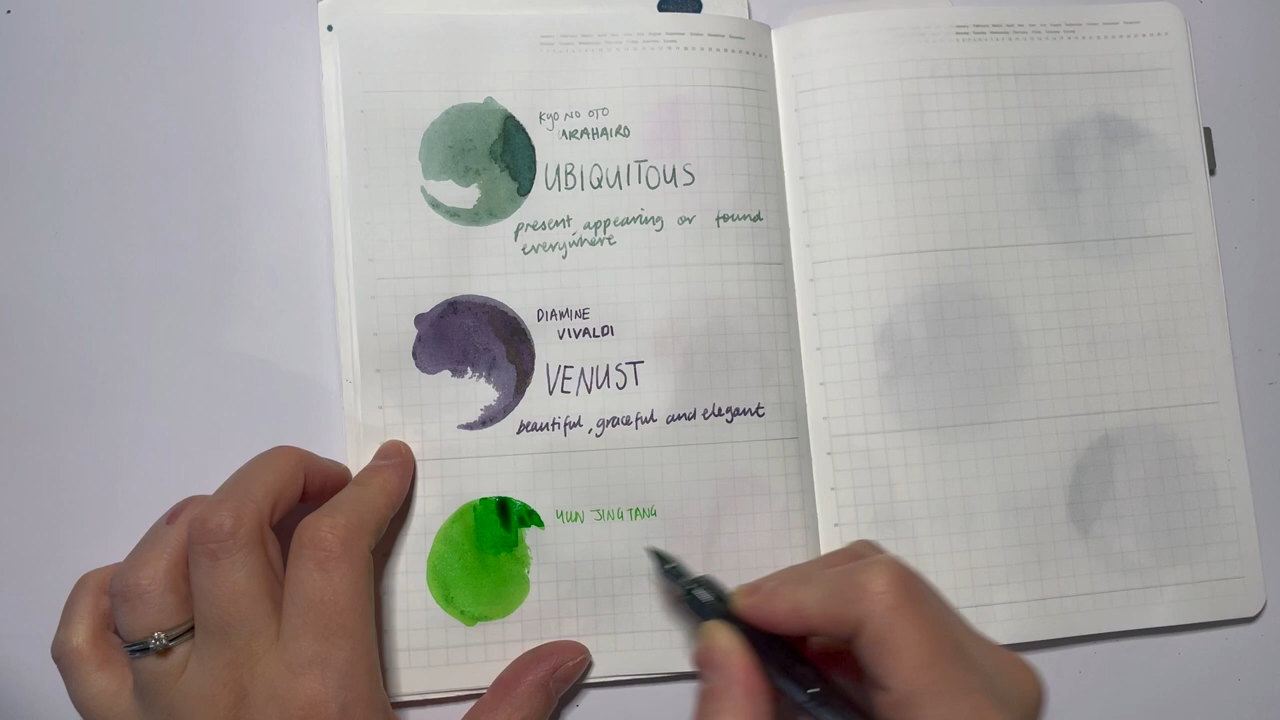 KYO NO OTO
URAHAIRO
UBIQUITOUS
present, appearing or found
everywhere
DIAMINE
VIVALDI
VENUST
beautiful, graceful and elegant
YUN JING TANG